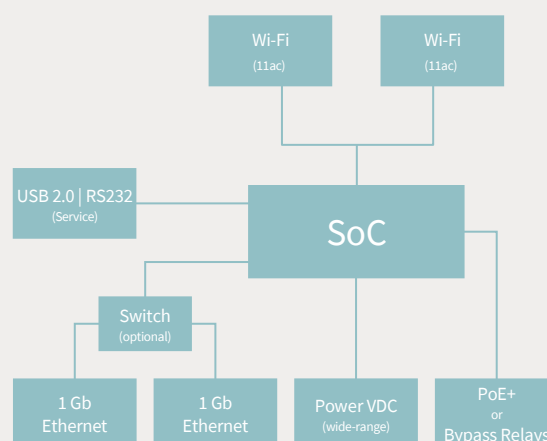 Wi-Fi
(11ac)
Wi-Fi
(11ac)
USB 2.0 | RS232
(Service)
SoC
Switch
(optional)
1 Gb
Ethernet
1 Gb
Ethernet
Power VDC
(wide-range)
PoE+
or
Bypass Relays